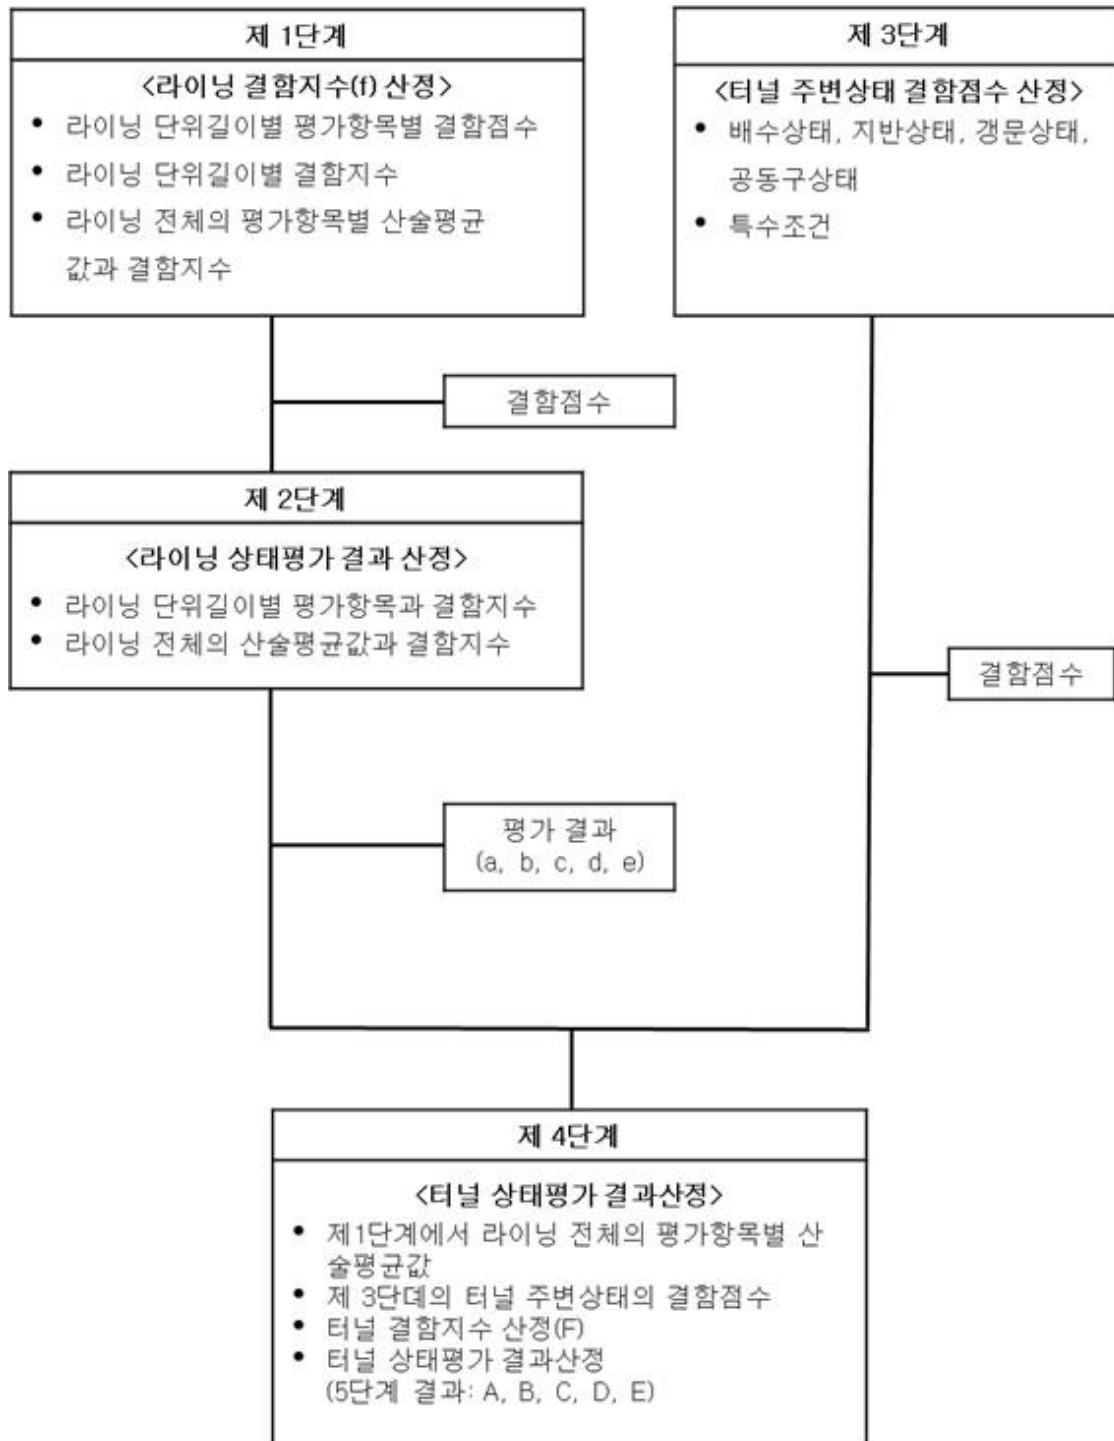 제 1단계
<라이닝 결함지수(f) 산정>
• 라이닝 단위길이별 평가항목별 결함점수
• 라이닝 단위길이별 결함지수
• 라이닝 전체의 평가항목별 산술평균
값과 결함지수
제 3단계
<터널 주변상태 결함점수 산정>
• 배수상태, 지반상태, 갱문상태,
공동구상태
• 특수조건
결함점수
제 2단계
<라이닝 상태평가 결과 산정>
• 라이닝 단위길이별 평가항목과 결함지수
• 라이닝 전체의 산술평균값과 결함지수
결함점수
평가 결과
(a, b, c, d, e)
제 4단계
<터널 상태평가 결과산정>
• 제1단계에서 라이닝 전체의 평가항목별 산
술평균값
• 제 3단데의 터널 주변상태의 결함점수
• 터널 결함지수 산정(F)
• 터널 상태평가 결과산정
(5단계 결과: A, B, C, D, E)